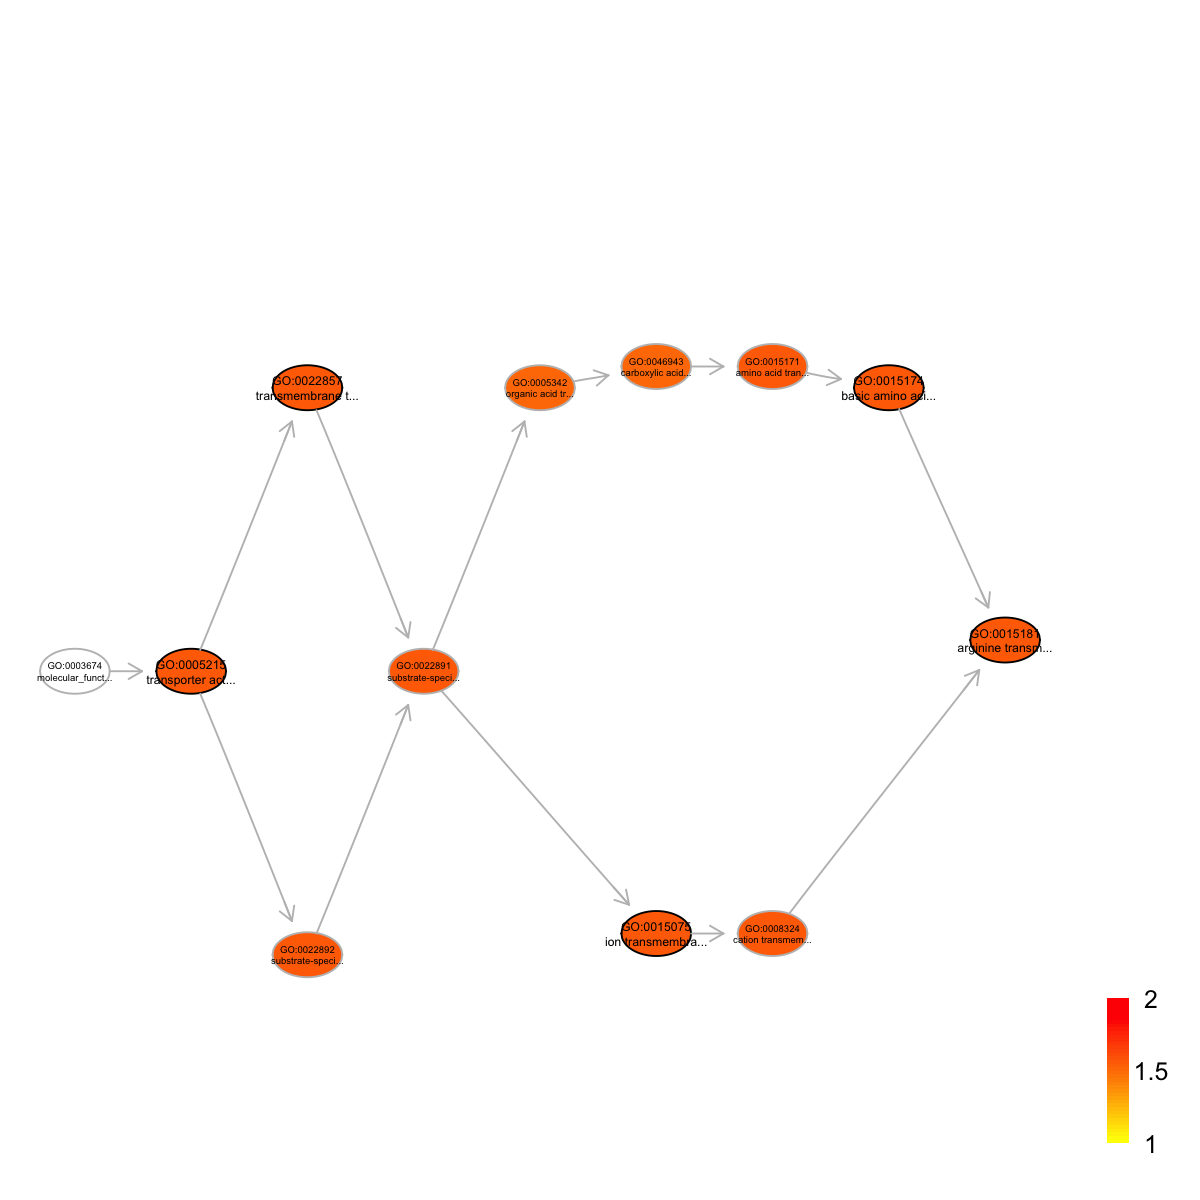 GO:0046943
carboxylic acid...
GO:0015171
amino acid tran...
GO:0022857
transmembrane t...
GO:0005342
organic acid tr...
GO:0015174
basic amino aci...
GO:0015181
arginine transm...
GO:0003674
molecular_funct...
GO:0005215
transporter act...
GO:0022891
substrate-speci...
GO:0015075
ion transmembra...
GO:0008324
cation transmem...
GO:0022892
substrate-speci...
2
1.5
1